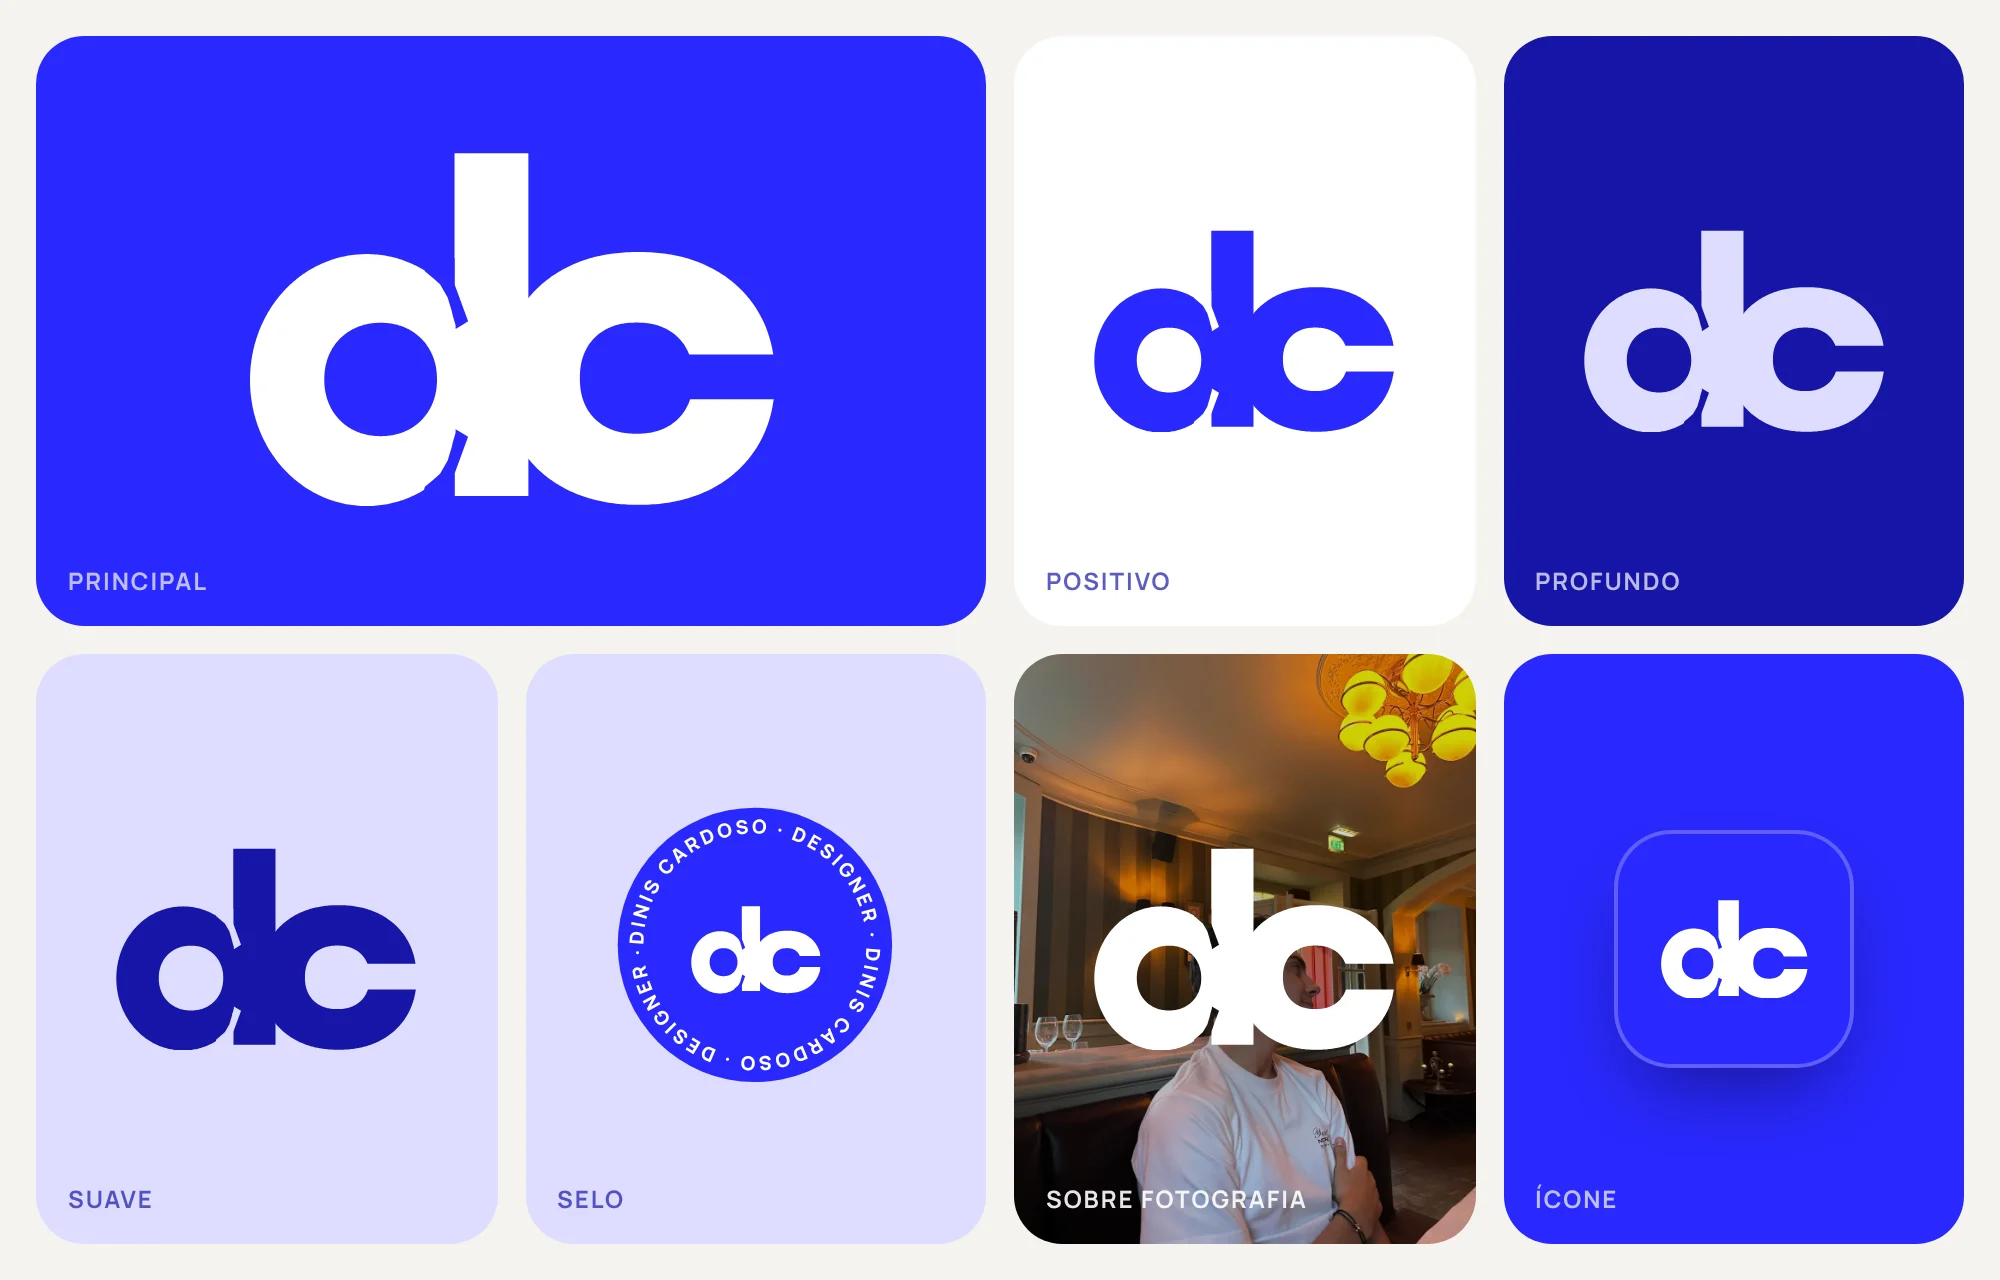 dc
PRINCIPAL
dc
POSITIVO
dc
PROFUNDO
dc
SUAVE
DINIS CARDOSO · DESIGNER · DINIS CARDOSO · DESIGNER ·
dc
SELO
dc
SOBRE FOTOGRAFIA
dc
ÍCONE